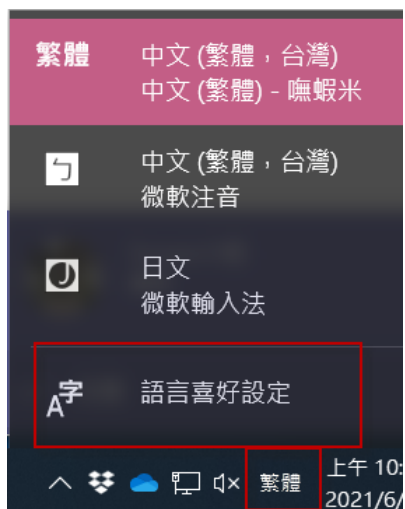 繁體
中文 (繁體，台灣)
中文 (繁體) - 嘸蝦米
ㄅ
中文 (繁體，台灣)
微軟注音
J
日文
微軟輸入法
A字
語言喜好設定
繁體
上午 10:
2021/6/